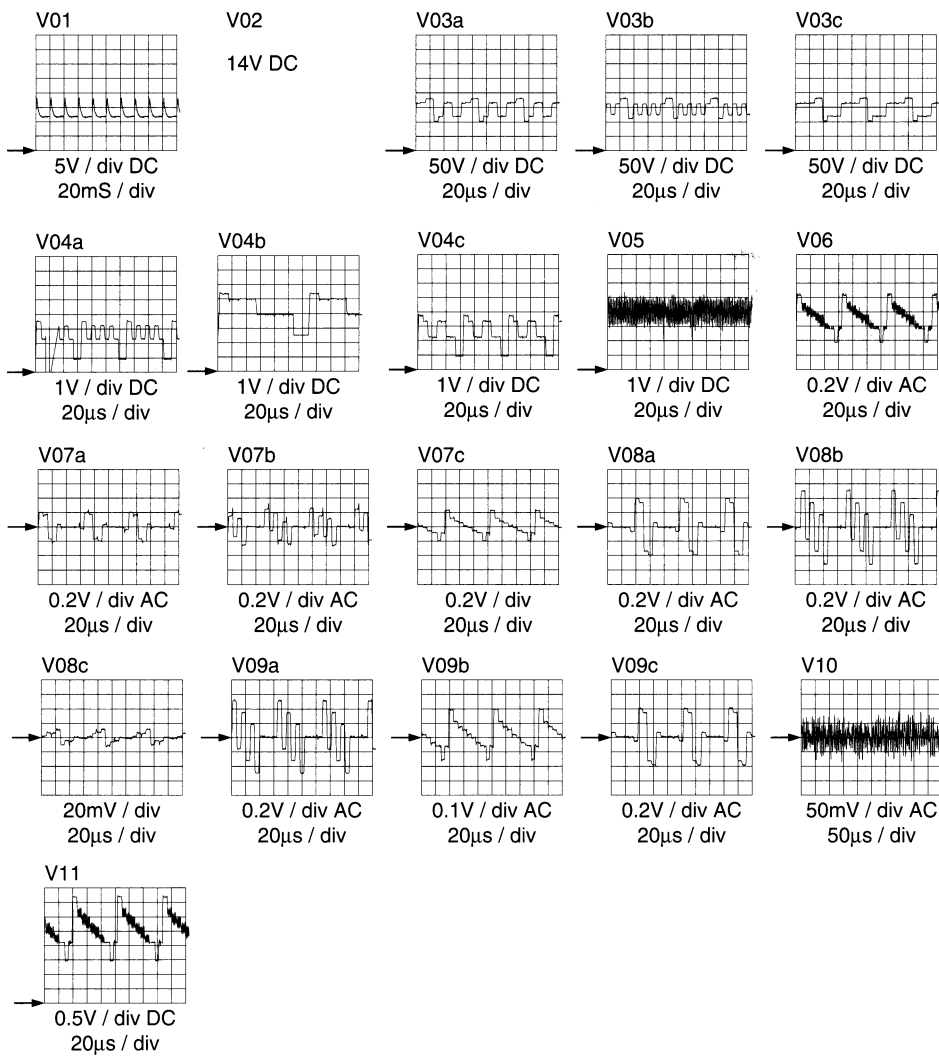 V01
5V / div DC
20mS / div
V02
14V DC
V03a
50V / div DC
20µs / div
V03b
50V / div DC
20µs / div
V03c
50V / div DC
20µs / div
V04a
1V / div DC
20µs / div
V04b
1V / div DC
20µs / div
V04c
1V / div DC
20µs / div
V05
1V / div DC
20µs / div
V06
0.2V / div AC
20µs / div
V07a
0.2V / div AC
20µs / div
V07b
0.2V / div AC
20µs / div
V07c
0.2V / div
20µs / div
V08a
0.2V / div AC
20µs / div
V08b
0.2V / div AC
20µs / div
V08c
20mV / div
20µs / div
V09a
0.2V / div AC
20µs / div
V09b
0.1V / div AC
20µs / div
V09c
0.2V / div AC
20µs / div
V10
50mV / div AC
50µs / div
V11
0.5V / div DC
20µs / div